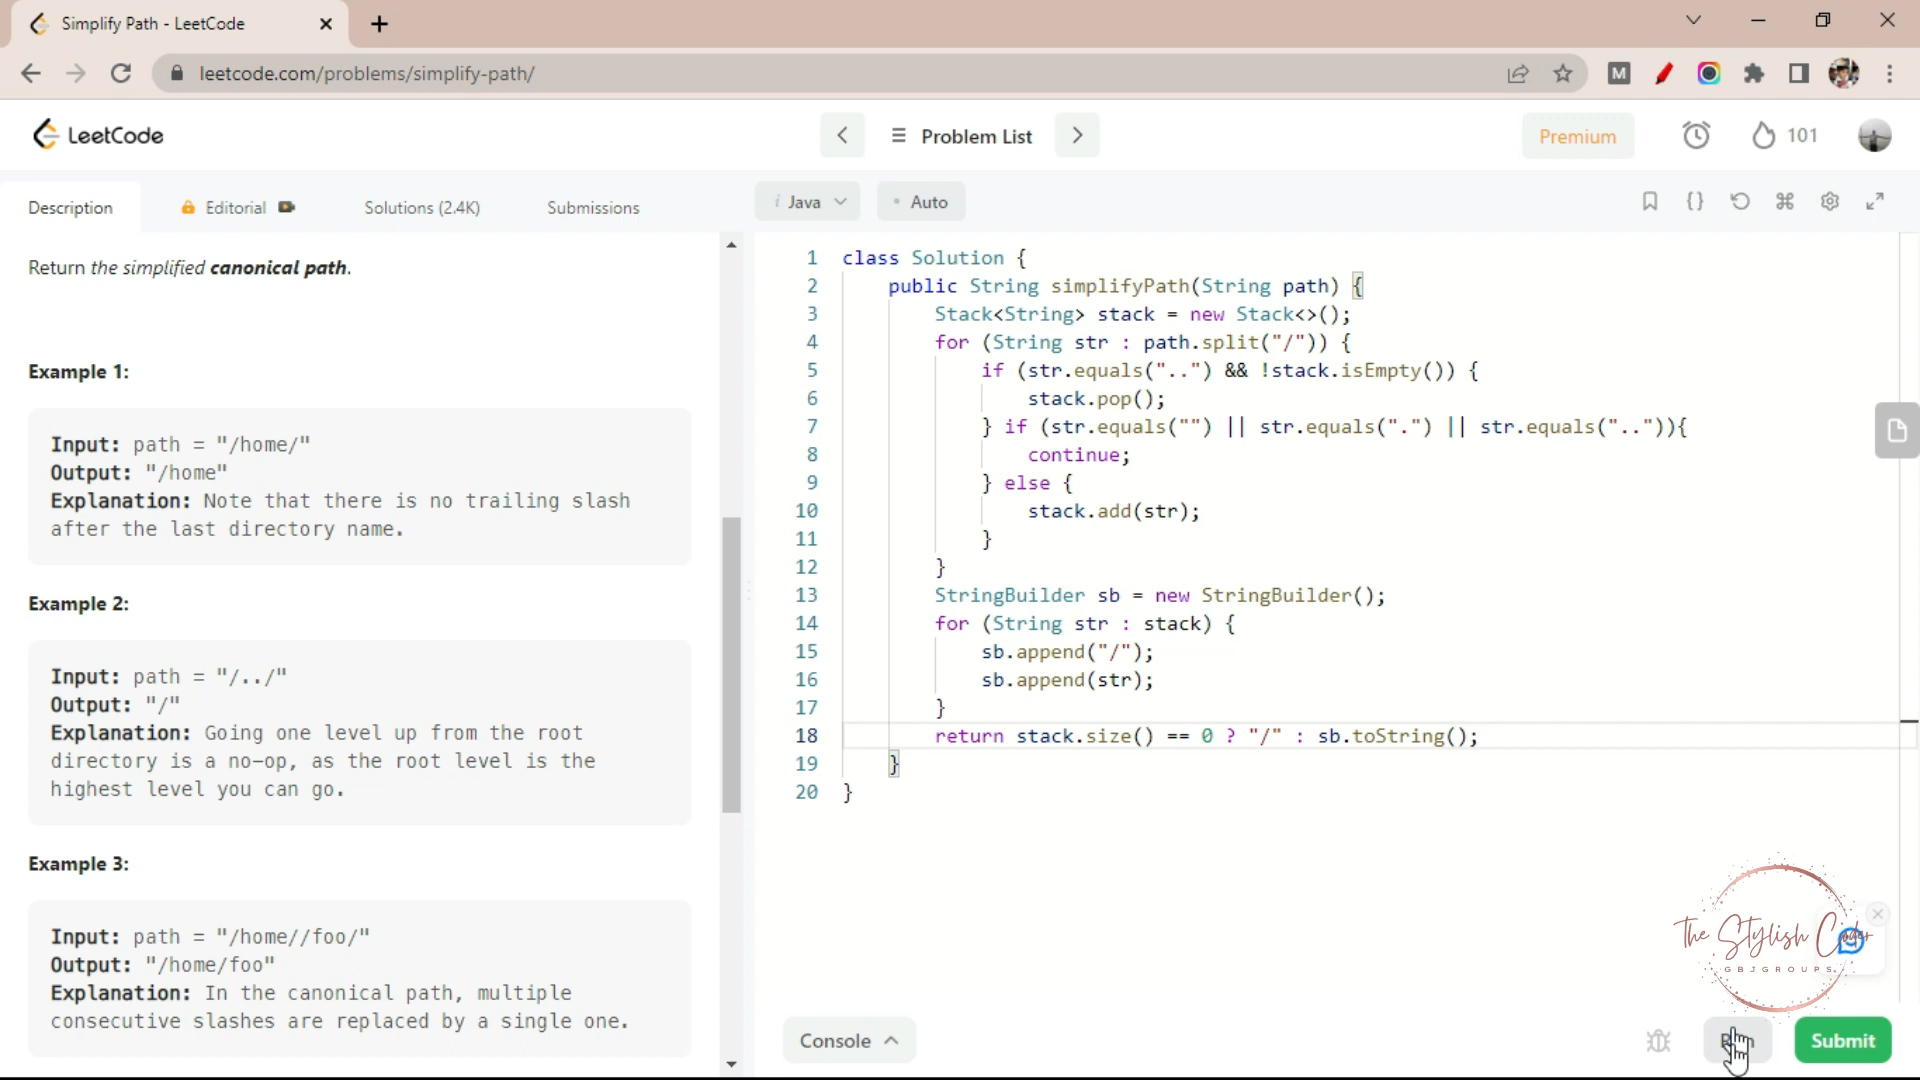 Simplify Path - LeetCode
leetcode.com/problems/simplify-path/
M
LeetCode
Problem List
Premium
101
Description
Editorial
Solutions (2.4K)
Submissions
i Java
Auto
{}
Return the simplified canonical path.
Example 1:
Input: path = "/home/"
Output: "/home"
Explanation: Note that there is no trailing slash
after the last directory name.
Example 2:
Input: path = "/../"
Output: "/"
Explanation: Going one level up from the root
directory is a no-op, as the root level is the
highest level you can go.
Example 3:
Input: path = "/home//foo/"
Output: "/home/foo"
Explanation: In the canonical path, multiple
consecutive slashes are replaced by a single one.
1 class Solution {
2 public String simplifyPath(String path) {
3 Stack<String> stack = new Stack<>();
4 for (String str : path.split("/")) {
5 if (str.equals("..") && !stack.isEmpty()) {
6 stack.pop();
7 } if (str.equals("") || str.equals(".") || str.equals("..")){
8 continue;
9 } else {
10 stack.add(str);
11 }
12 }
13 StringBuilder sb = new StringBuilder();
14 for (String str : stack) {
15 sb.append("/");
16 sb.append(str);
17 }
18 return stack.size() == 0 ? "/" : sb.toString();
19 }
20 }
The Stylish Coder
GBJGROUPS
Console
Submit